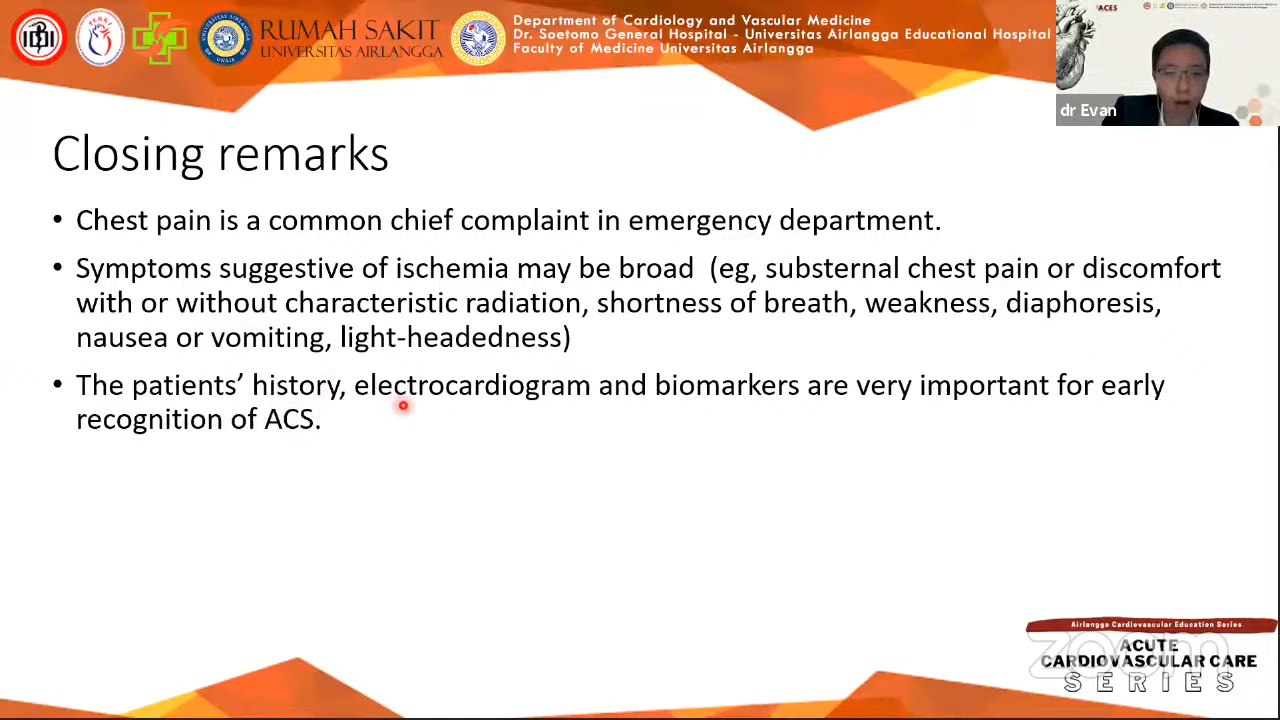 RUMAH SAKIT
UNIVERSITAS AIRLANGGA
Department of Cardiology and Vascular Medicine
Dr. Soetomo General Hospital - Universitas Airlangga Educational Hospital
Faculty of Medicine Universitas Airlangga
ACES
dr Evan
Closing remarks
• Chest pain is a common chief complaint in emergency department.
• Symptoms suggestive of ischemia may be broad (eg, substernal chest pain or discomfort
with or without characteristic radiation, shortness of breath, weakness, diaphoresis,
nausea or vomiting, light-headedness)
• The patients’ history, electrocardiogram and biomarkers are very important for early
recognition of ACS.
Airlangga Cardiovascular Education Series
zoom
ACUTE
CARDIOVASCULAR CARE
SERIES